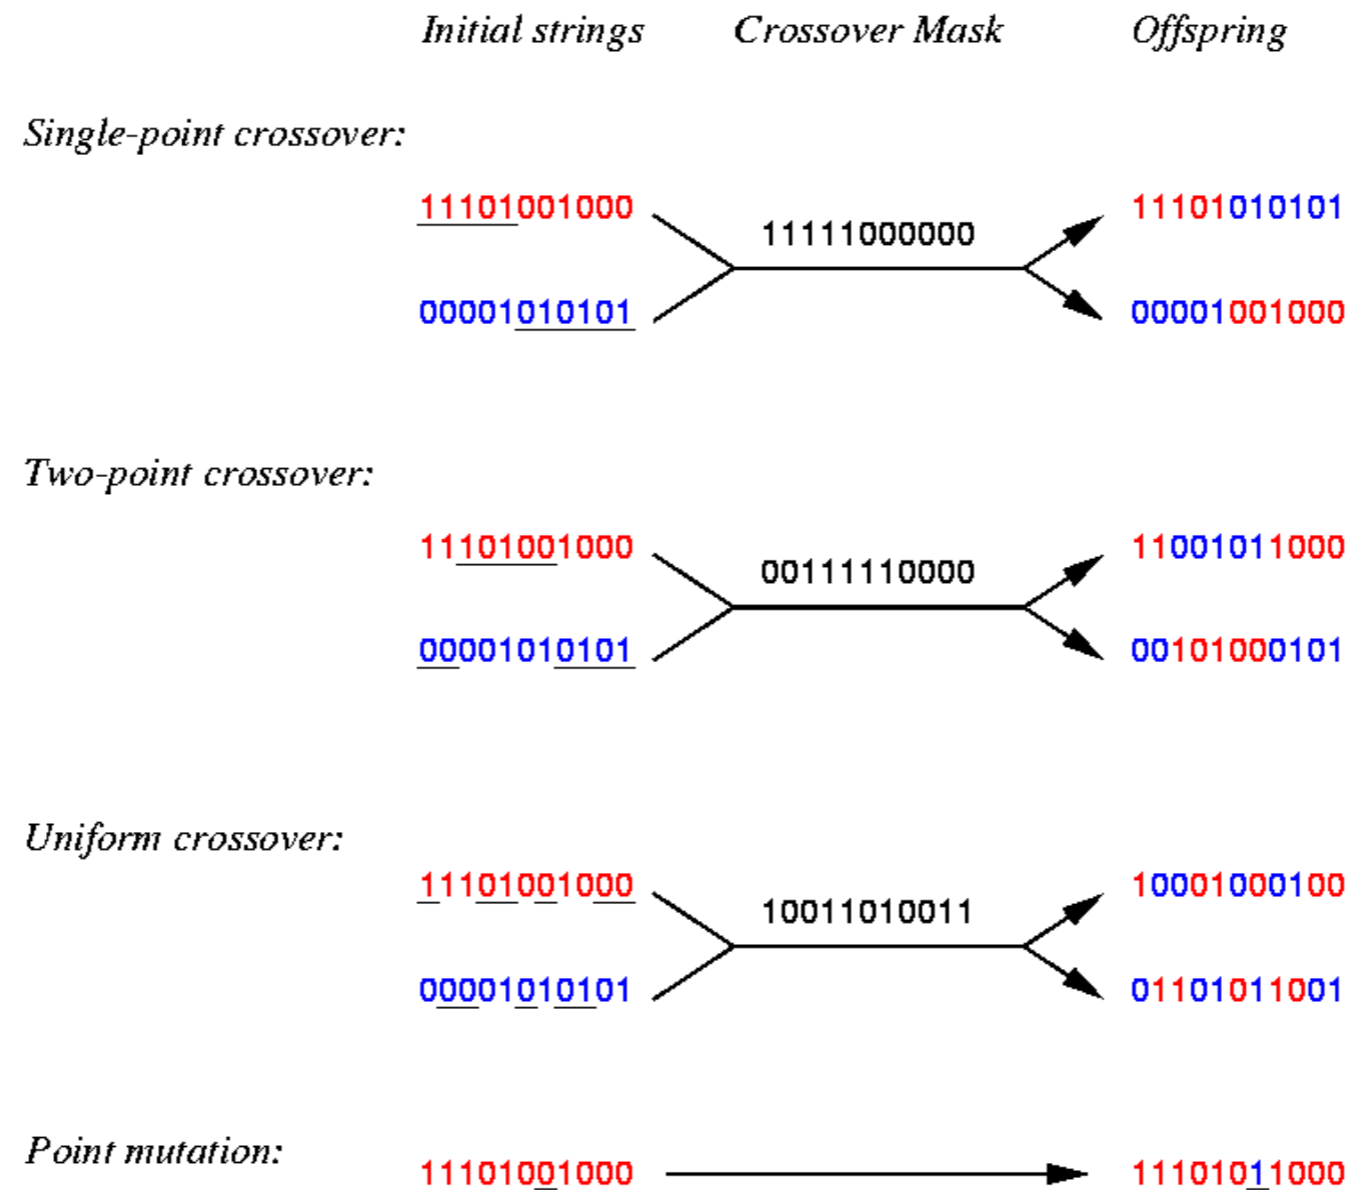 Initial strings Crossover Mask Offspring
Single-point crossover:
11101001000 11101010101
11111000000
00001010101 00001001000
Two-point crossover:
11101001000 11001011000
00111110000
00001010101 00101000101
Uniform crossover:
11101001000 10001000100
10011010011
00001010101 01101011001
Point mutation:
11101001000 11101011000